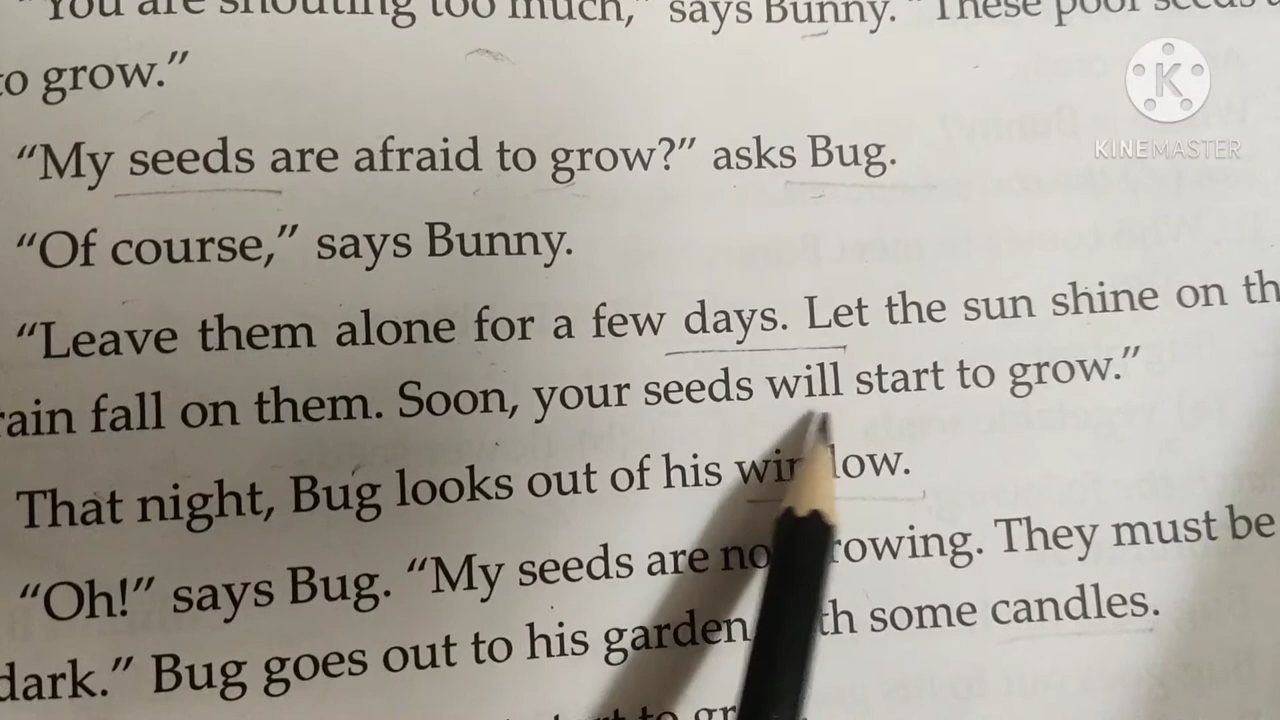 "You are shouting too much," says Bunny. "These poor seeds
to grow."
"My seeds are afraid to grow?" asks Bug.
"Of course," says Bunny.
"Leave them alone for a few days. Let the sun shine on th
rain fall on them. Soon, your seeds will start to grow."
That night, Bug looks out of his window.
"Oh!" says Bug. "My seeds are no rowing. They must be
dark." Bug goes out to his garden th some candles.
to gr
K
KINEMASTER